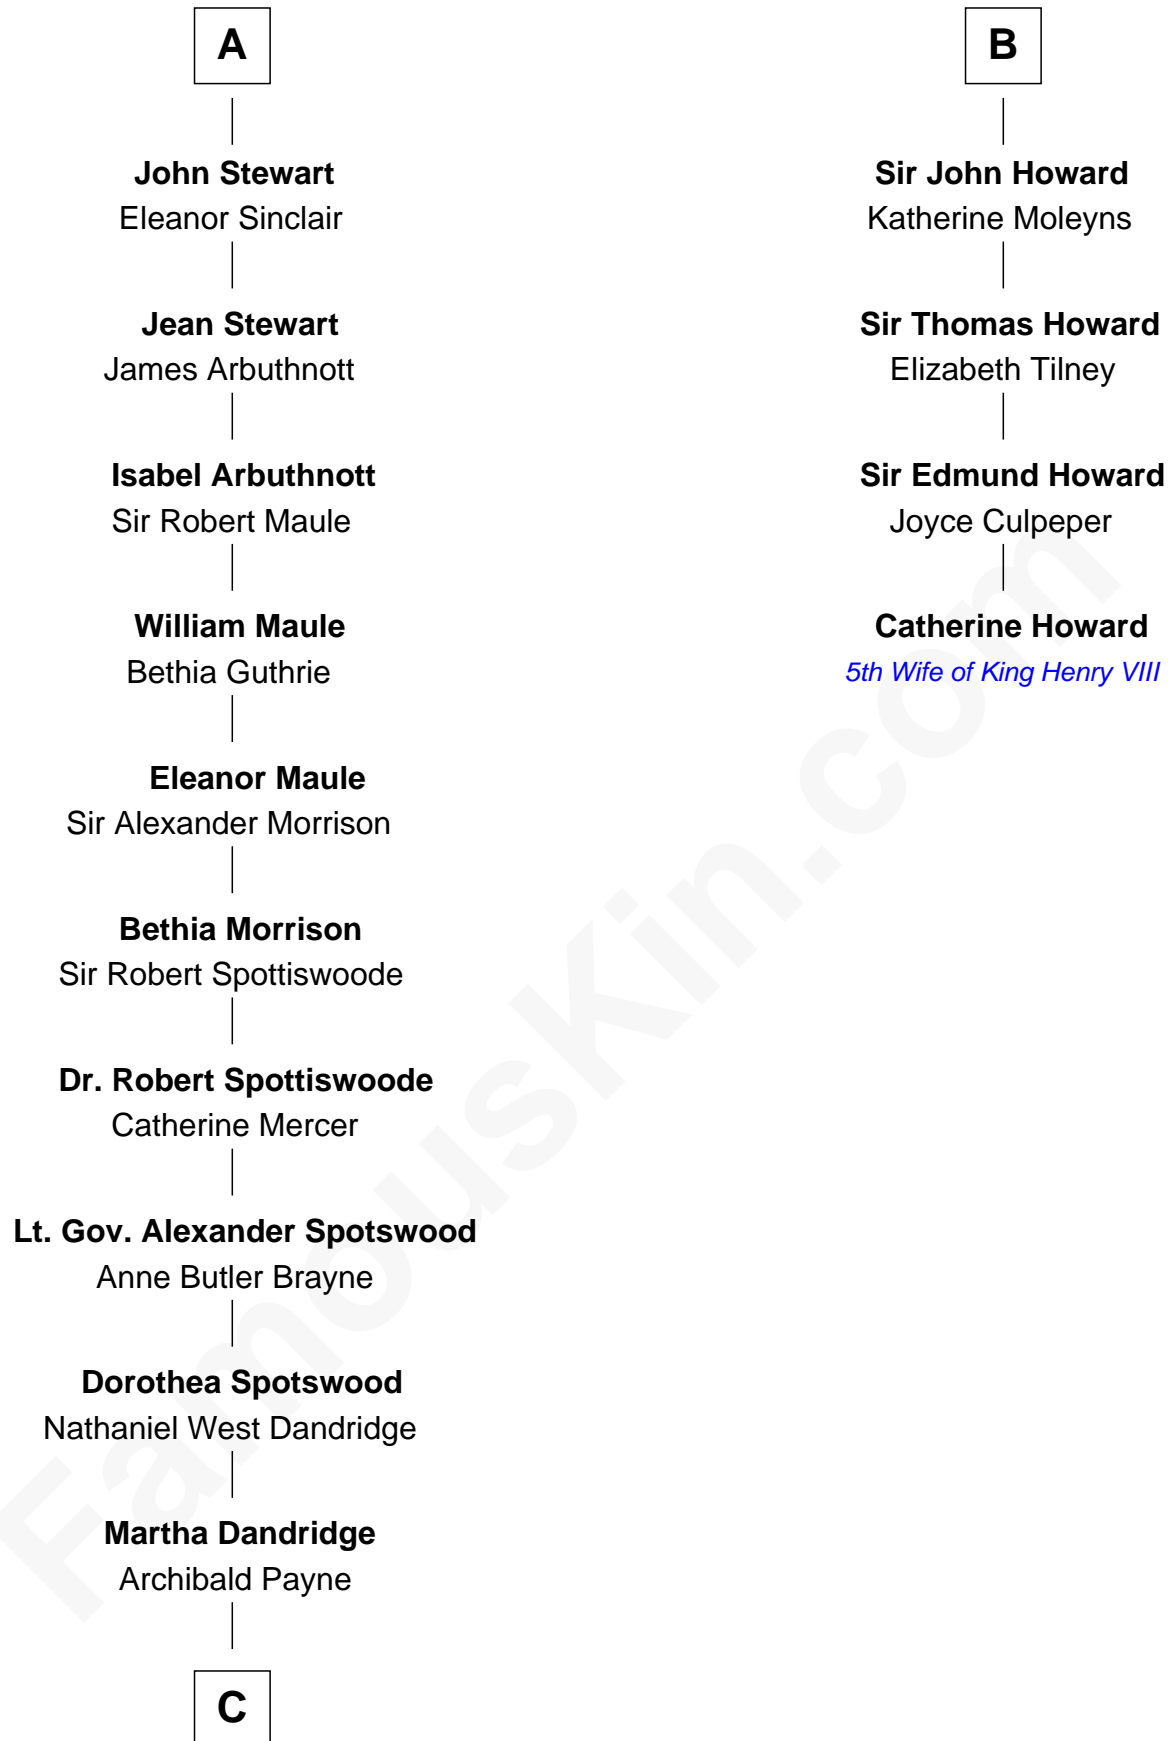 A
John Stewart
Eleanor Sinclair
Jean Stewart
James Arbuthnott
Isabel Arbuthnott
Sir Robert Maule
William Maule
Bethia Guthrie
Eleanor Maule
Sir Alexander Morrison
Bethia Morrison
Sir Robert Spottiswoode
Dr. Robert Spottiswoode
Catherine Mercer
Lt. Gov. Alexander Spotswood
Anne Butler Brayne
Dorothea Spotswood
Nathaniel West Dandridge
Martha Dandridge
Archibald Payne
C
B
Sir John Howard
Katherine Moleyns
Sir Thomas Howard
Elizabeth Tilney
Sir Edmund Howard
Joyce Culpeper
Catherine Howard
5th Wife of King Henry VIII
FamousKin.com